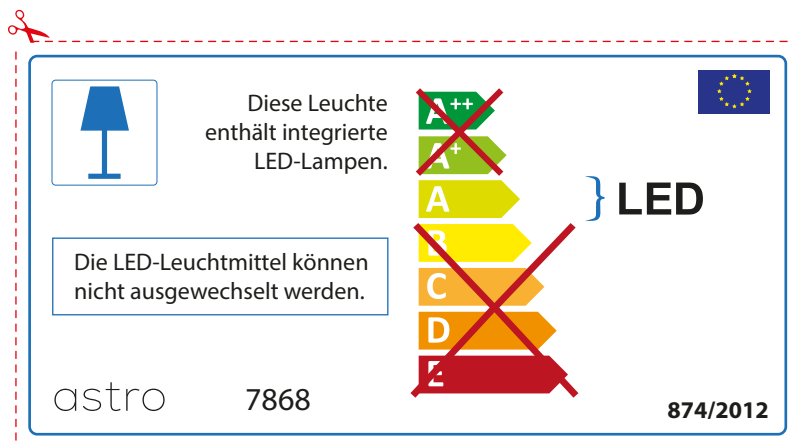 Diese Leuchte
enthält integrierte
LED-Lampen.
A++
A+
A
B
C
D
E
LED
Die LED-Leuchtmittel können
nicht ausgewechselt werden.
astro
7868
874/2012